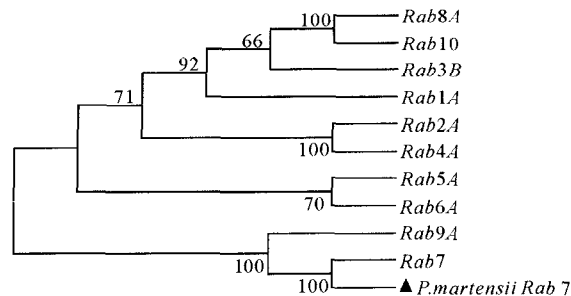 Rab8A
100
Rab10
66
Rab3B
92
Rab1A
71
Rab2A
100
Rab4A
Rab5A
70
Rab6A
Rab9A
100
Rab7
100
▲ P.martensii Rab 7